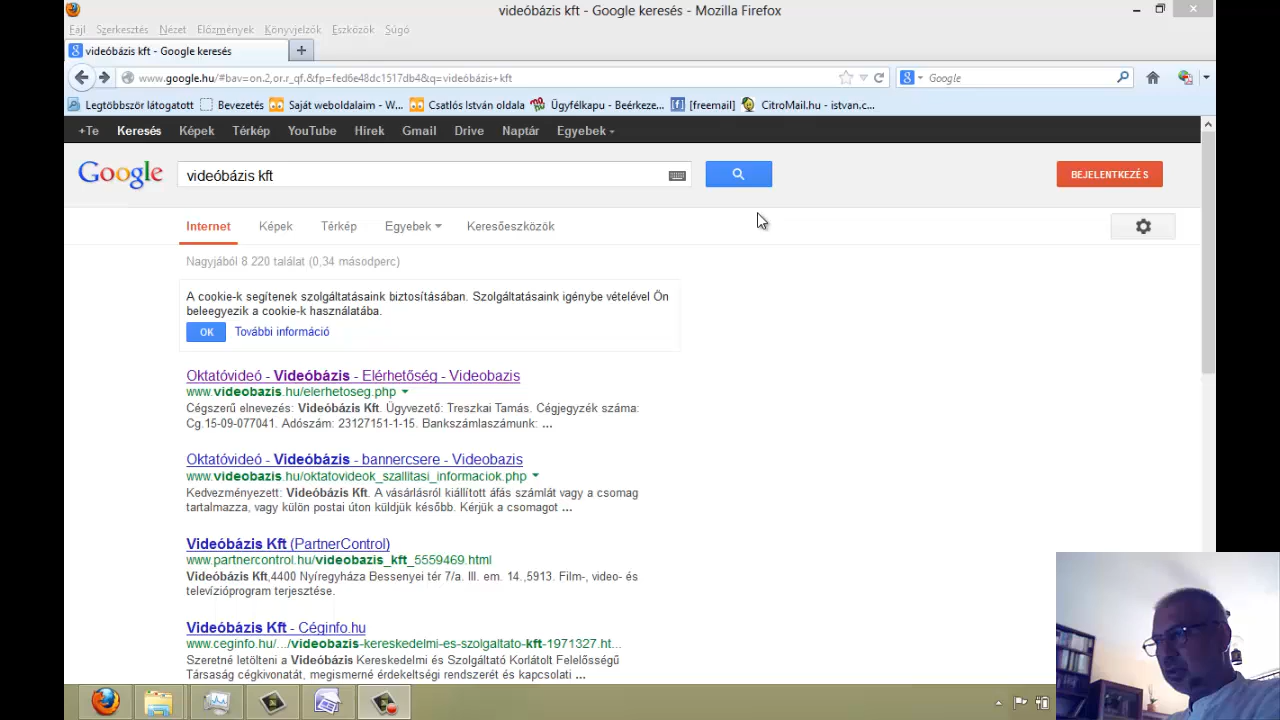 videóbázis kft - Google keresés - Mozilla Firefox
Fájl Szerkesztés Nézet Előzmények Könyvjelzők Eszközök Súgó
videóbázis kft - Google keresés
www.google.hu/#bav=on.2,or.r_qf.&fp=fed6e48dc1517db4&q=videóbázis+kft
Google
Legtöbbször látogatott Bevezetés Saját weboldalaim - W... Csatlós István oldala Ügyfélkapu - Beérkeze... [freemail] CitroMail.hu - istvan.c...
+Te Keresés Képek Térkép YouTube Hírek Gmail Drive Naptár Egyebek
Google videóbázis kft BEJELENTKEZÉS
Internet Képek Térkép Egyebek Keresőeszközök
Nagyjából 8 220 találat (0,34 másodperc)
A cookie-k segítenek szolgáltatásaink biztosításában. Szolgáltatásaink igénybe vételével Ön
beleegyezik a cookie-k használatába.
OK További információ
Oktatóvideó - Videóbázis - Elérhetőség - Videobazis
www.videobazis.hu/elerhetoseg.php
Cégszerű elnevezés: Videóbázis Kft. Ügyvezető: Treszkai Tamás. Cégjegyzék száma:
Cg.15-09-077041. Adószám: 23127151-1-15. Bankszámlaszámunk: ...
Oktatóvideó - Videóbázis - bannercsere - Videobazis
www.videobazis.hu/oktatovideok_szallitasi_informaciok.php
Kedvezményezett: Videóbázis Kft. A vásárlásról kiállított áfás számlát vagy a csomag
tartalmazza, vagy külön postai úton küldjük később. Kérjük a csomagot ...
Videóbázis Kft (PartnerControl)
www.partnercontrol.hu/videobazis_kft_5559469.html
Videóbázis Kft,4400 Nyíregyháza Bessenyei tér 7/a. III. em. 14.,5913. Film-, video- és
televízióprogram terjesztése.
Videóbázis Kft - Céginfo.hu
www.ceginfo.hu/.../videobazis-kereskedelmi-es-szolgaltato-kft-1971327.ht...
Szeretné letölteni a Videóbázis Kereskedelmi és Szolgáltató Korlátolt Felelősségű
Társaság cégkivonatát, megismerné érdekeltségi rendszerét és kapcsolati ...